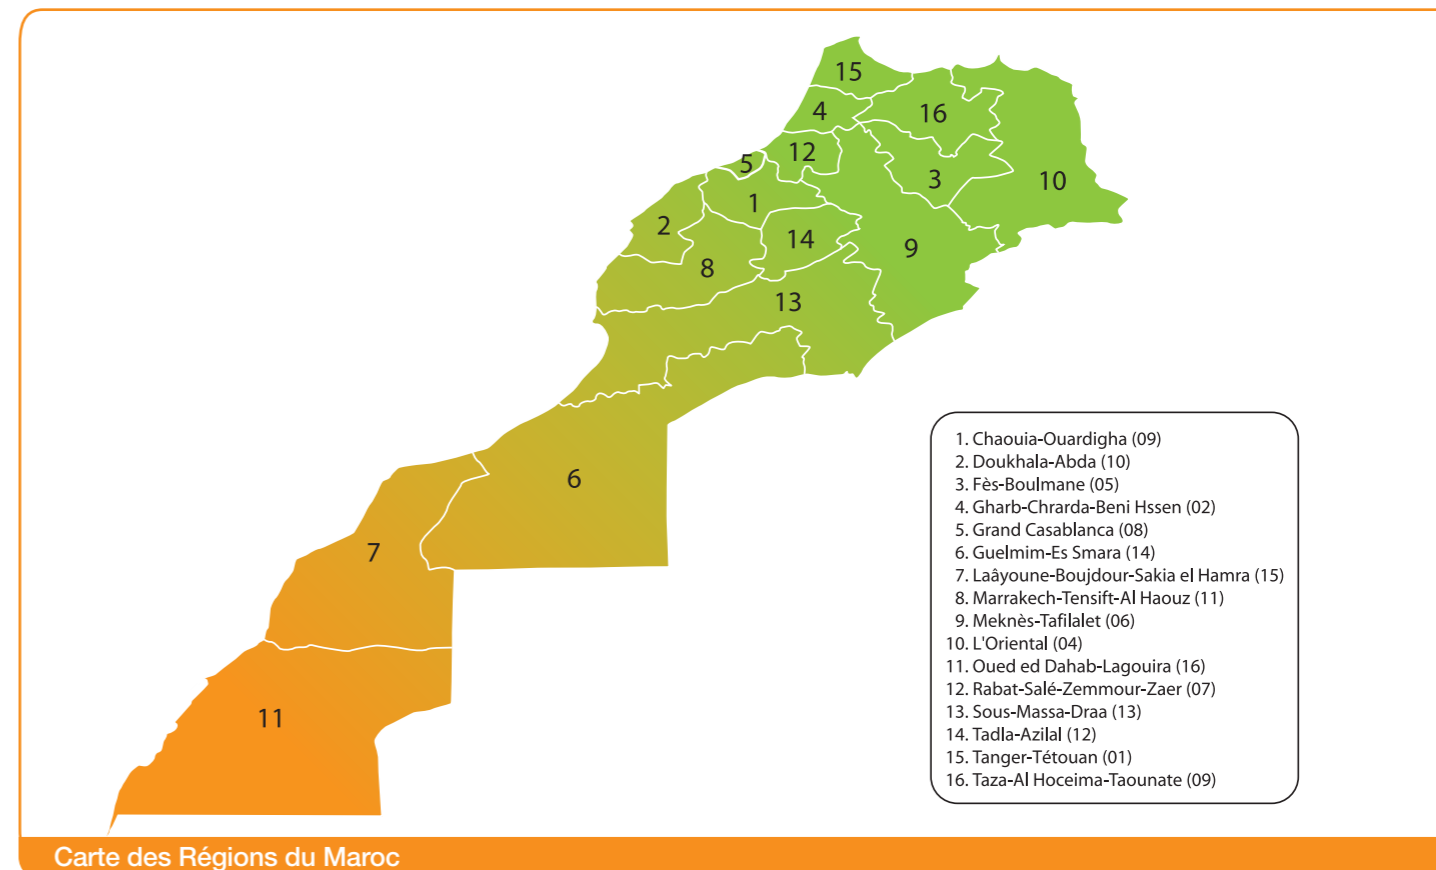 15
4
16
12
5
3
10
1
2
14
9
8
13
6
7
11
1. Chaouia-Ouardigha (09)
2. Doukhala-Abda (10)
3. Fès-Boulmane (05)
4. Gharb-Chrarda-Beni Hssen (02)
5. Grand Casablanca (08)
6. Guelmim-Es Smara (14)
7. Laâyoune-Boujdour-Sakia el Hamra (15)
8. Marrakech-Tensift-Al Haouz (11)
9. Meknès-Tafilalet (06)
10. L'Oriental (04)
11. Oued ed Dahab-Lagouira (16)
12. Rabat-Salé-Zemmour-Zaer (07)
13. Sous-Massa-Draa (13)
14. Tadla-Azilal (12)
15. Tanger-Tétouan (01)
16. Taza-Al Hoceima-Taounate (09)
Carte des Régions du Maroc